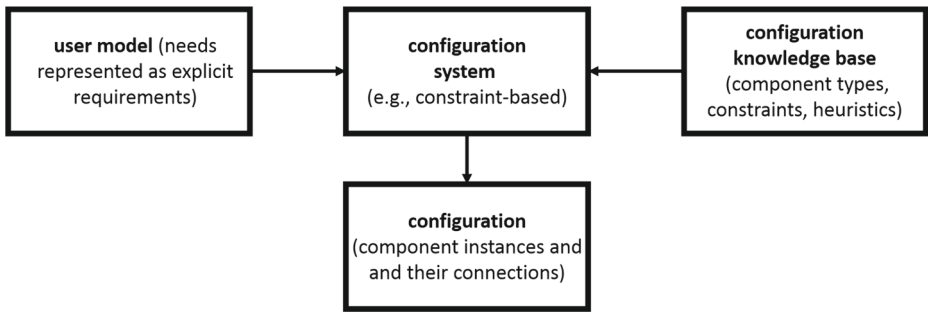 user model (needs
represented as explicit
requirements)
configuration
system
(e.g., constraint-based)
configuration
knowledge base
(component types,
constraints, heuristics)
configuration
(component instances and
and their connections)